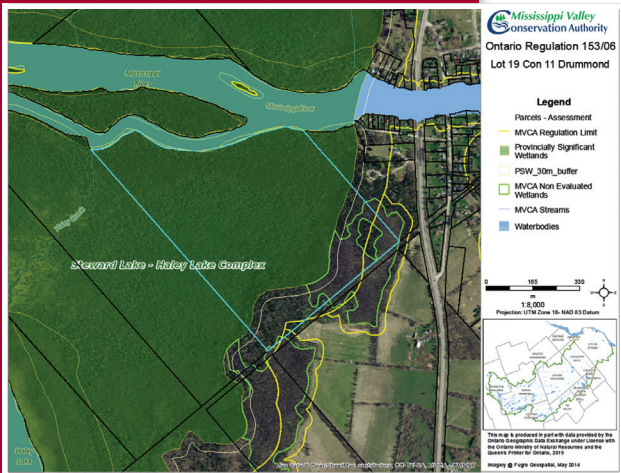 Mississippi Valley
Conservation Authority
Ontario Regulation 153/06
Lot 19 Con 11 Drummond
Legend
Parcels - Assessment
MVCA Regulation Limit
Provincially Significant
Wetlands
PSW_30m_buffer
MVCA Non Evaluated
Wetlands
MVCA Streams
Waterbodies
0 165 330
m
1:8,000
Projection: UTM Zone 18- NAD 83 Datum
This map is produced in part with data provided by the
Ontario Geographic Data Exchange under License with
the Ontario Ministry of Natural Resources and the
Queen's Printer for Ontario, 2019
Imagery @ Fugro Geospatial, May 2014
Mississippi
River
Mississippi River
Haley Creek
Steward Lake - Haley Lake Complex
Haley
Lake